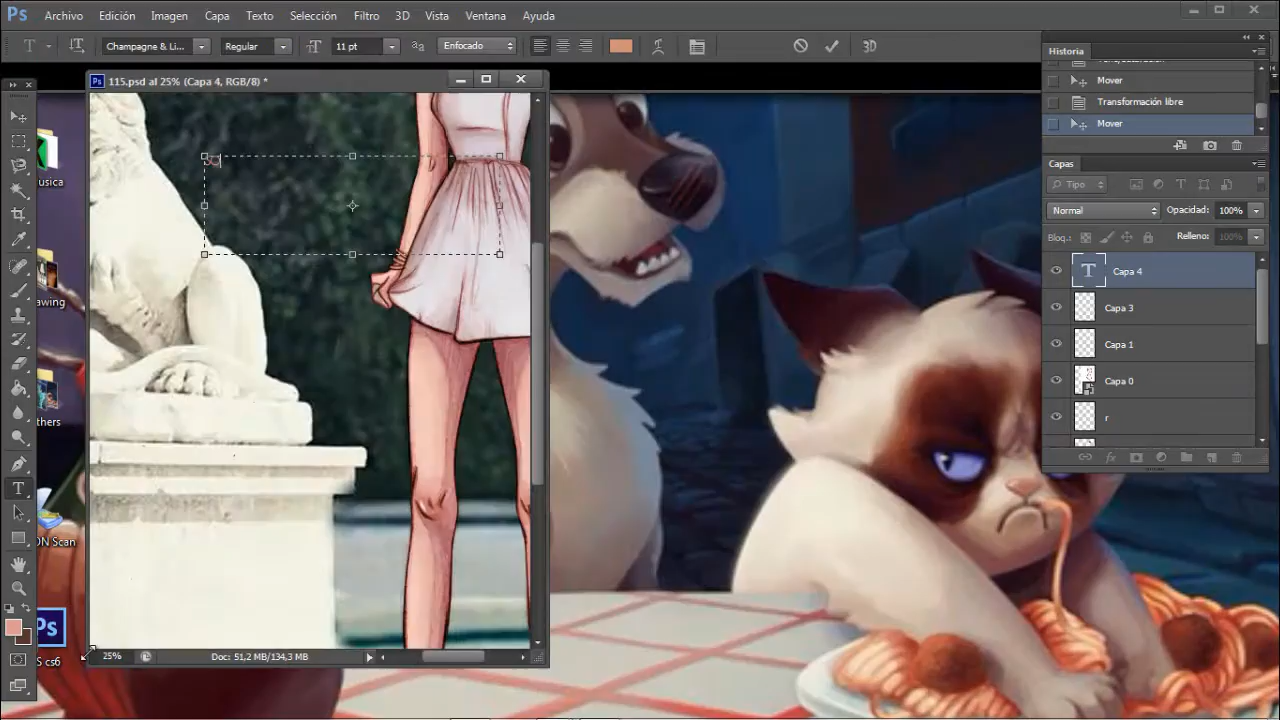 Ps Archivo Edición Imagen Capa Texto Selección Filtro 3D Vista Ventana Ayuda
T Champagne & Li... Regular 11 pt Enfocado 3D
Historia
Mover
Transformación libre
Mover
Ps 115.psd al 25% (Capa 4, RGB/8) *
Capas
Tipo
Normal Opacidad: 100%
Bloq.: Relleno: 100%
T Capa 4
Capa 3
Capa 1
Capa 0
r
usica
awing
thers
ON Scan
Ps
S cs6
25% Doc: 51,2 MB/134,3 MB